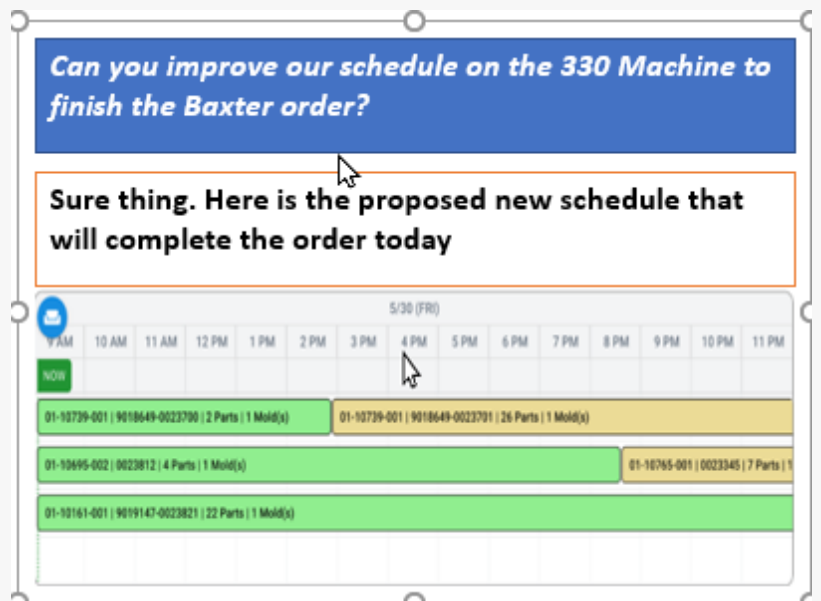 Can you improve our schedule on the 330 Machine to
finish the Baxter order?
Sure thing. Here is the proposed new schedule that
will complete the order today
5/30 (FRI)
9 AM 10 AM 11 AM 12 PM 1 PM 2 PM 3 PM 4 PM 5 PM 6 PM 7 PM 8 PM 9 PM 10 PM 11 PM
NOW
01-10739-001 | 9018649-0023700 | 2 Parts | 1 Mold(s) 01-10739-001 | 9018649-0023701 | 26 Parts | 1 Mold(s)
01-10695-002 | 0023812 | 4 Parts | 1 Mold(s) 01-10765-001 | 0023345 | 7 Parts | 1
01-10161-001 | 9019147-0023821 | 22 Parts | 1 Mold(s)